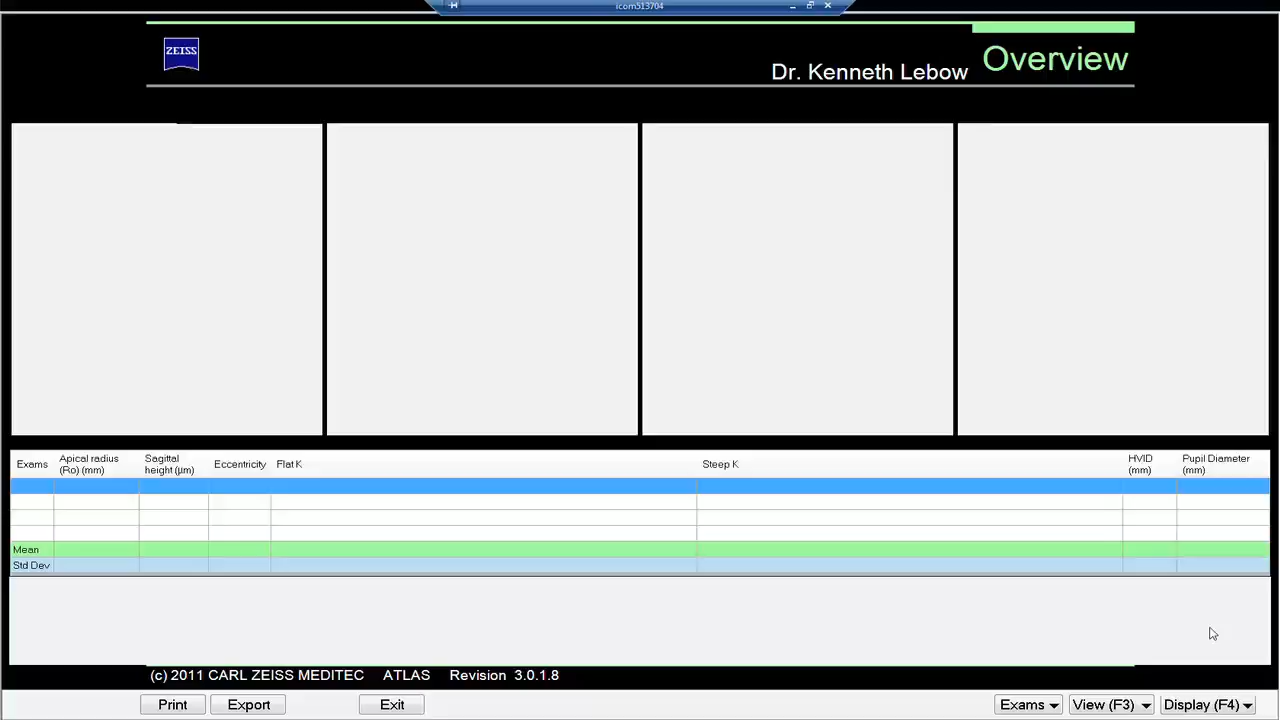 icom513704
ZEISS
Dr. Kenneth Lebow
Overview
Exams
Apical radius
(Ro) (mm)
Sagittal
height (µm)
Eccentricity
Flat K
Steep K
HVID
(mm)
Pupil Diameter
(mm)
Mean
Std Dev
(c) 2011 CARL ZEISS MEDITEC ATLAS Revision 3.0.1.8
Print
Export
Exit
Exams
View (F3)
Display (F4)